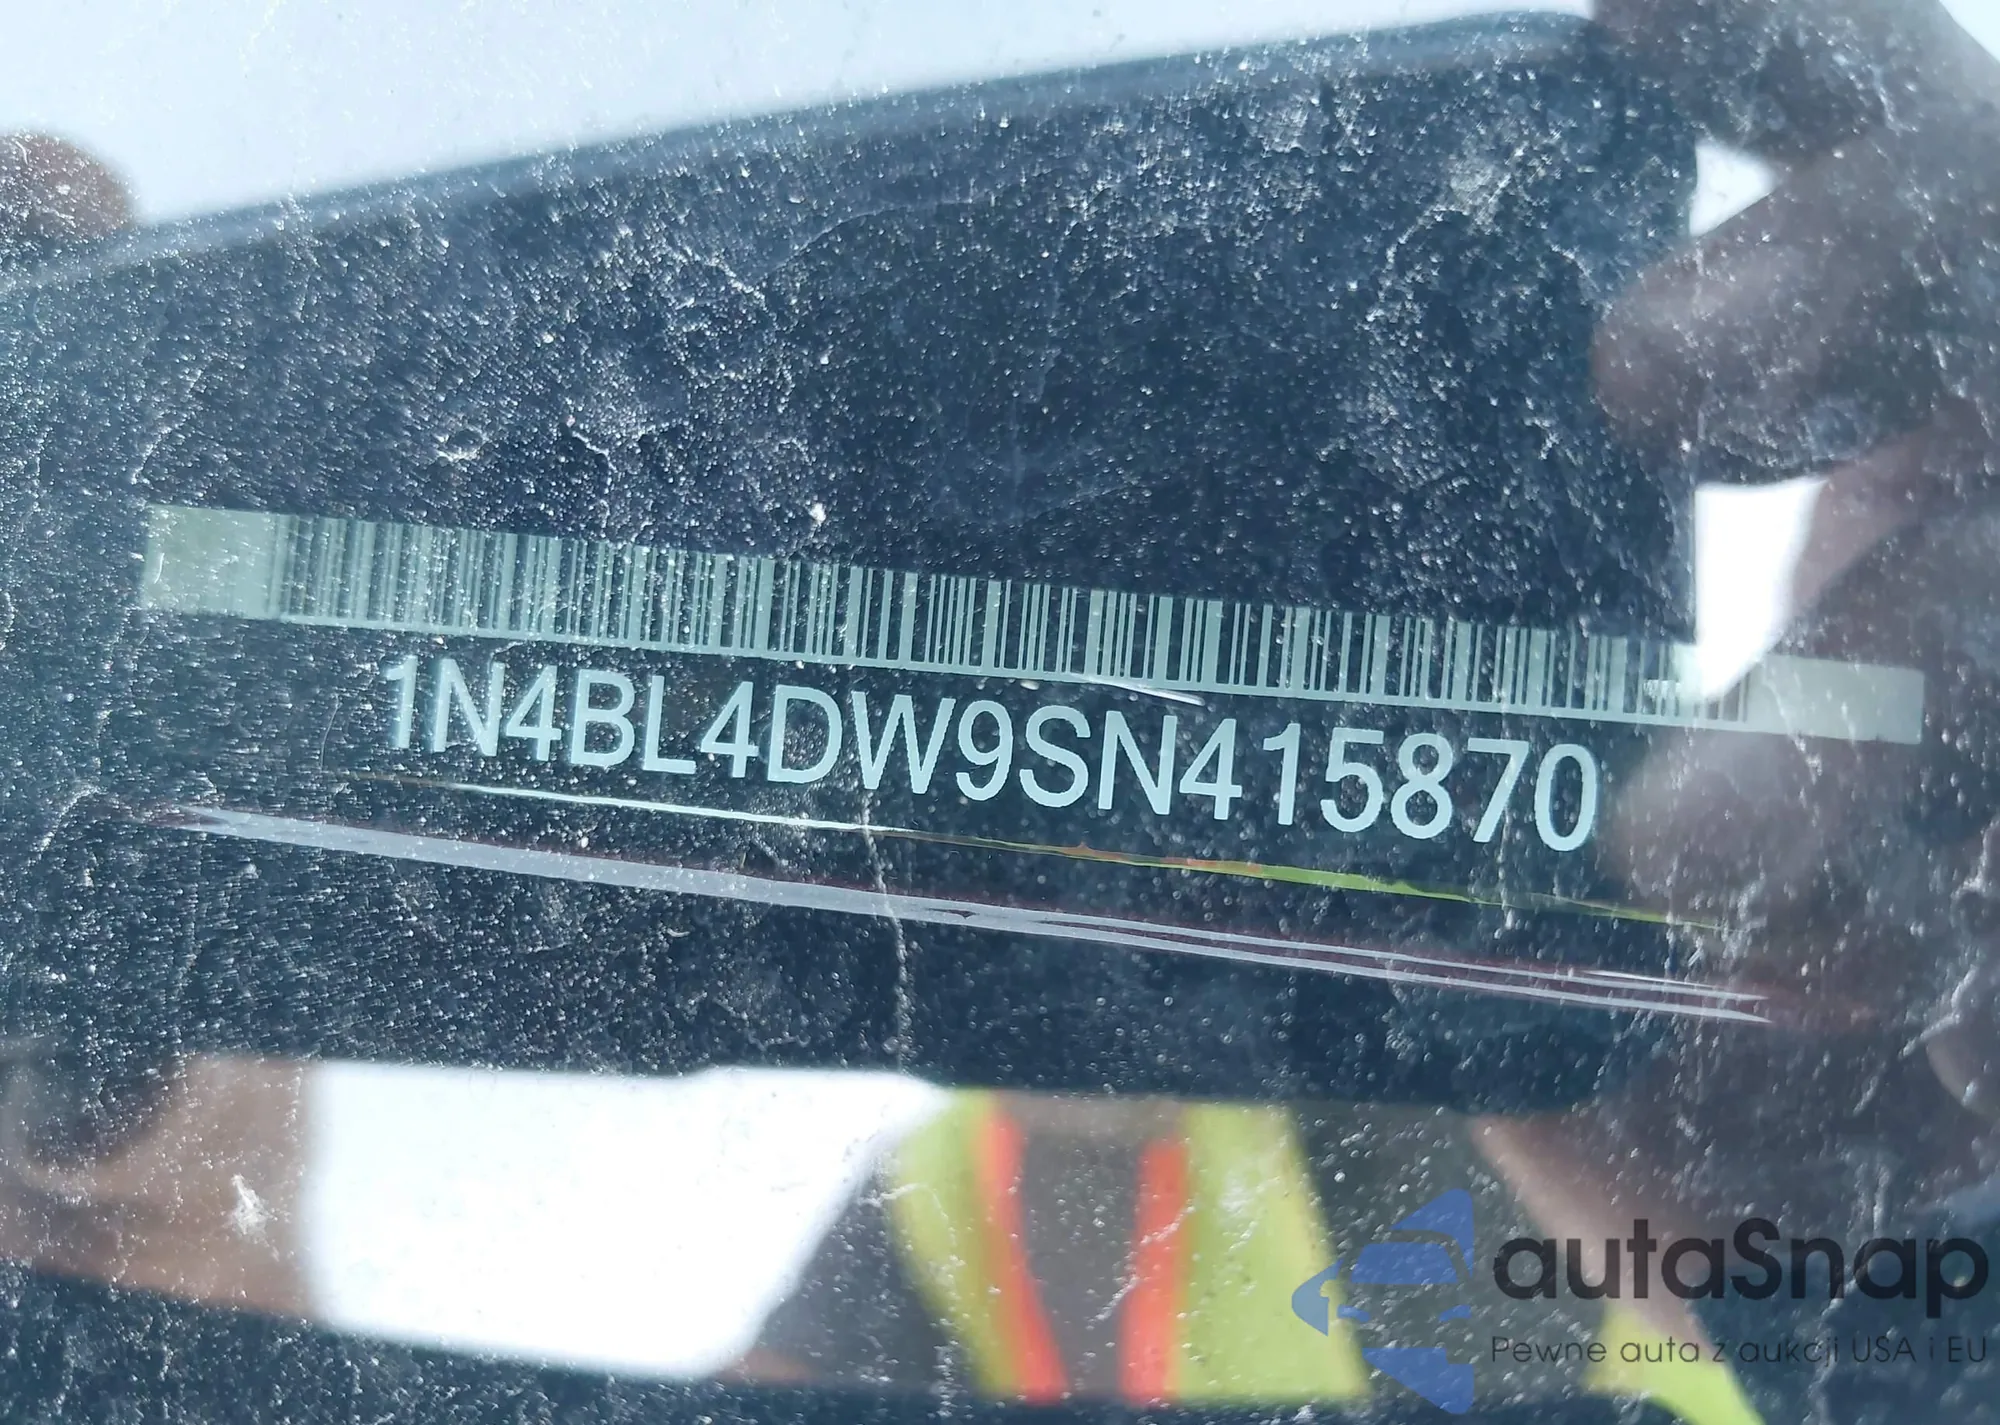 1N4BL4DW9SN415870
autaSnap
Pewne auta z aukcji USA i EU